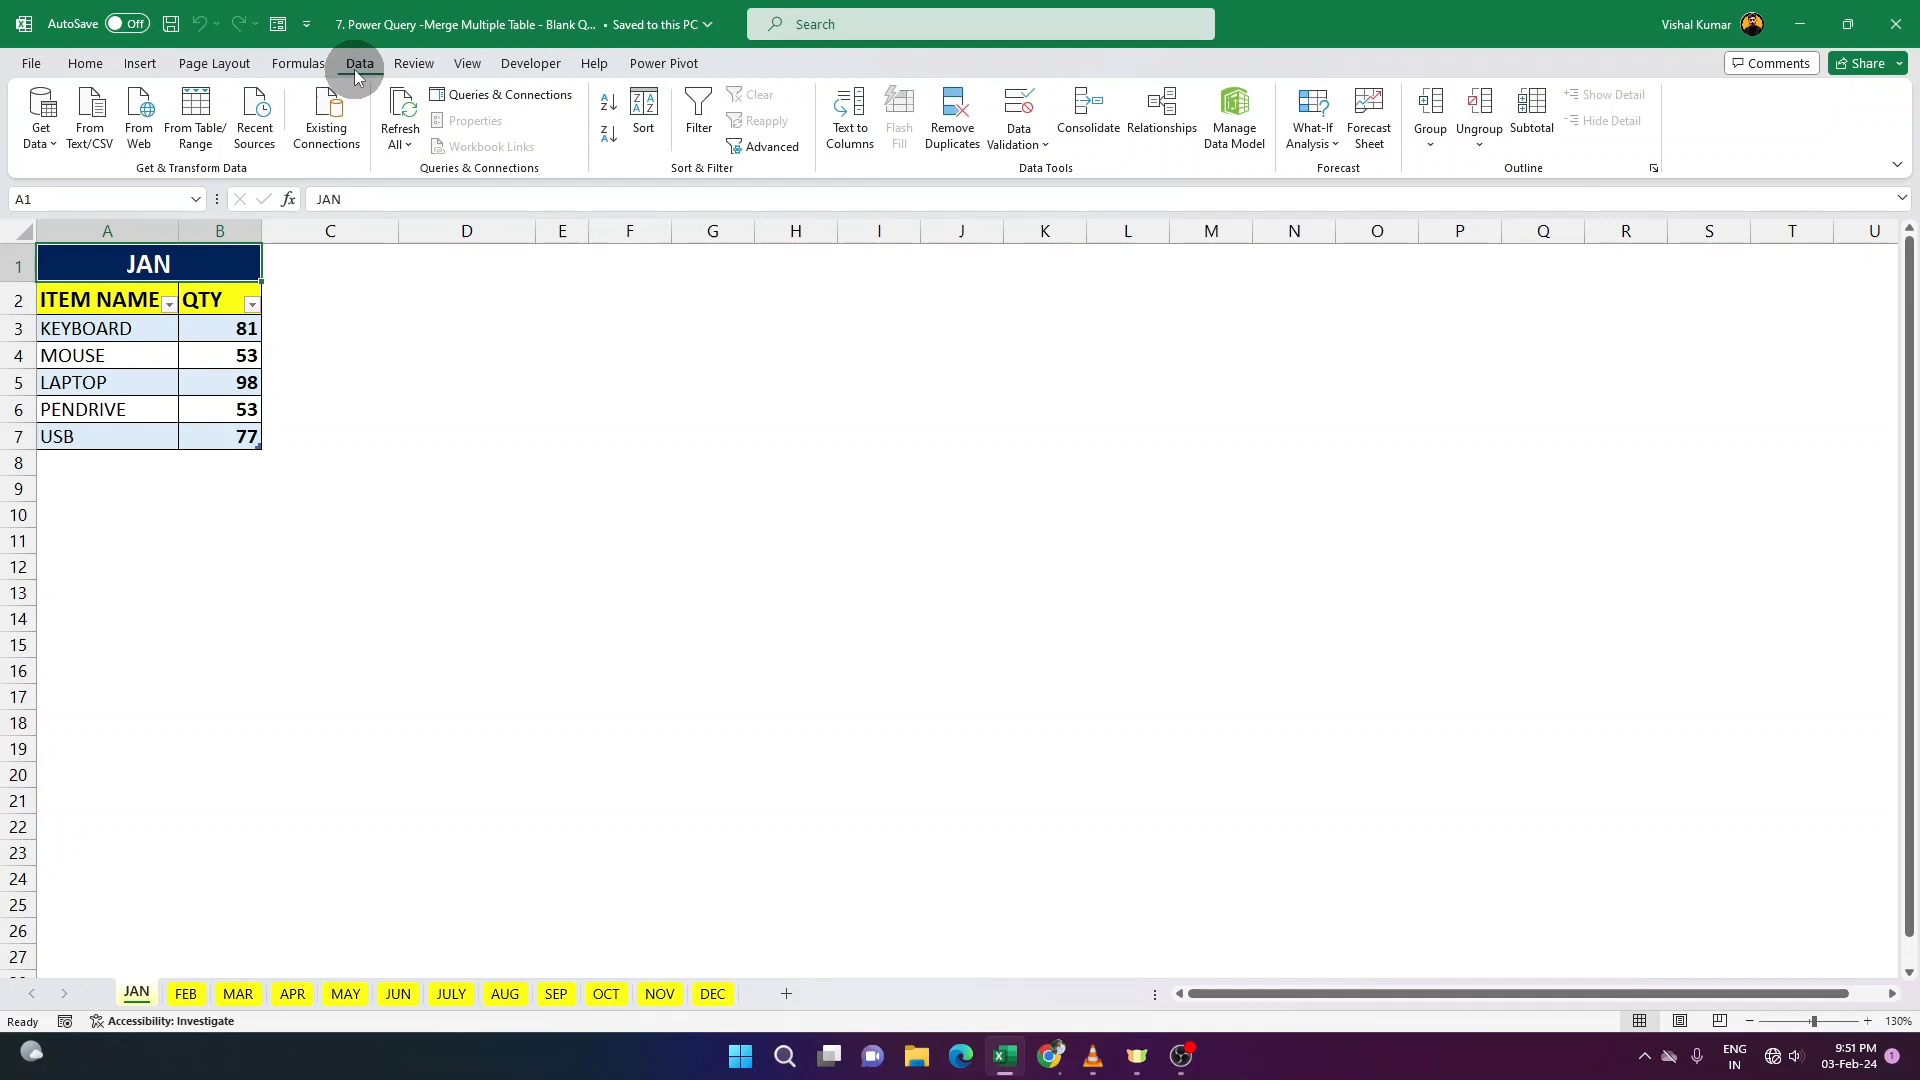 AutoSave Off 7. Power Query -Merge Multiple Table - Blank Q... • Saved to this PC Search Vishal Kumar
File Home Insert Page Layout Formulas Data Review View Developer Help Power Pivot Comments Share
Get Data From Text/CSV From Web From Table/ Range Recent Sources Existing Connections
Get & Transform Data
Refresh All Queries & Connections Properties Workbook Links
Queries & Connections
Sort Filter Clear Reapply Advanced
Sort & Filter
Text to Columns Flash Fill Remove Duplicates Data Validation Consolidate Relationships Manage Data Model
Data Tools
What-If Analysis Forecast Sheet
Forecast
Group Ungroup Subtotal Show Detail Hide Detail
Outline
A1 fx JAN
A B C D E F G H I J K L M N O P Q R S T U
1 JAN
2 ITEM NAME QTY
3 KEYBOARD 81
4 MOUSE 53
5 LAPTOP 98
6 PENDRIVE 53
7 USB 77
8
9
10
11
12
13
14
15
16
17
18
19
20
21
22
23
24
25
26
27
JAN FEB MAR APR MAY JUN JULY AUG SEP OCT NOV DEC
Ready Accessibility: Investigate 130%
ENG IN 9:51 PM 03-Feb-24 1